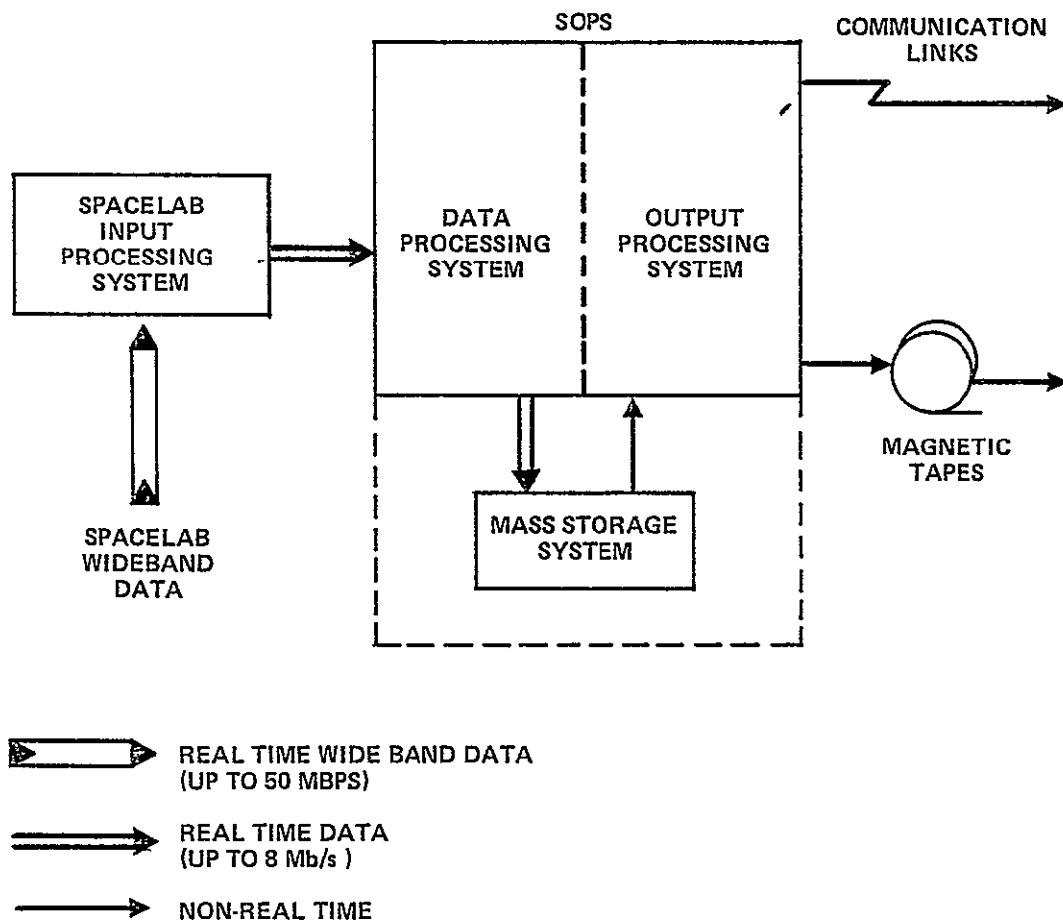 SOPS
COMMUNICATION
LINKS
SPACELAB
INPUT
PROCESSING
SYSTEM
DATA
PROCESSING
SYSTEM
OUTPUT
PROCESSING
SYSTEM
MAGNETIC
TAPES
MASS STORAGE
SYSTEM
SPACELAB
WIDEBAND
DATA
REAL TIME WIDE BAND DATA
(UP TO 50 MBPS)
REAL TIME DATA
(UP TO 8 Mb/s )
NON-REAL TIME